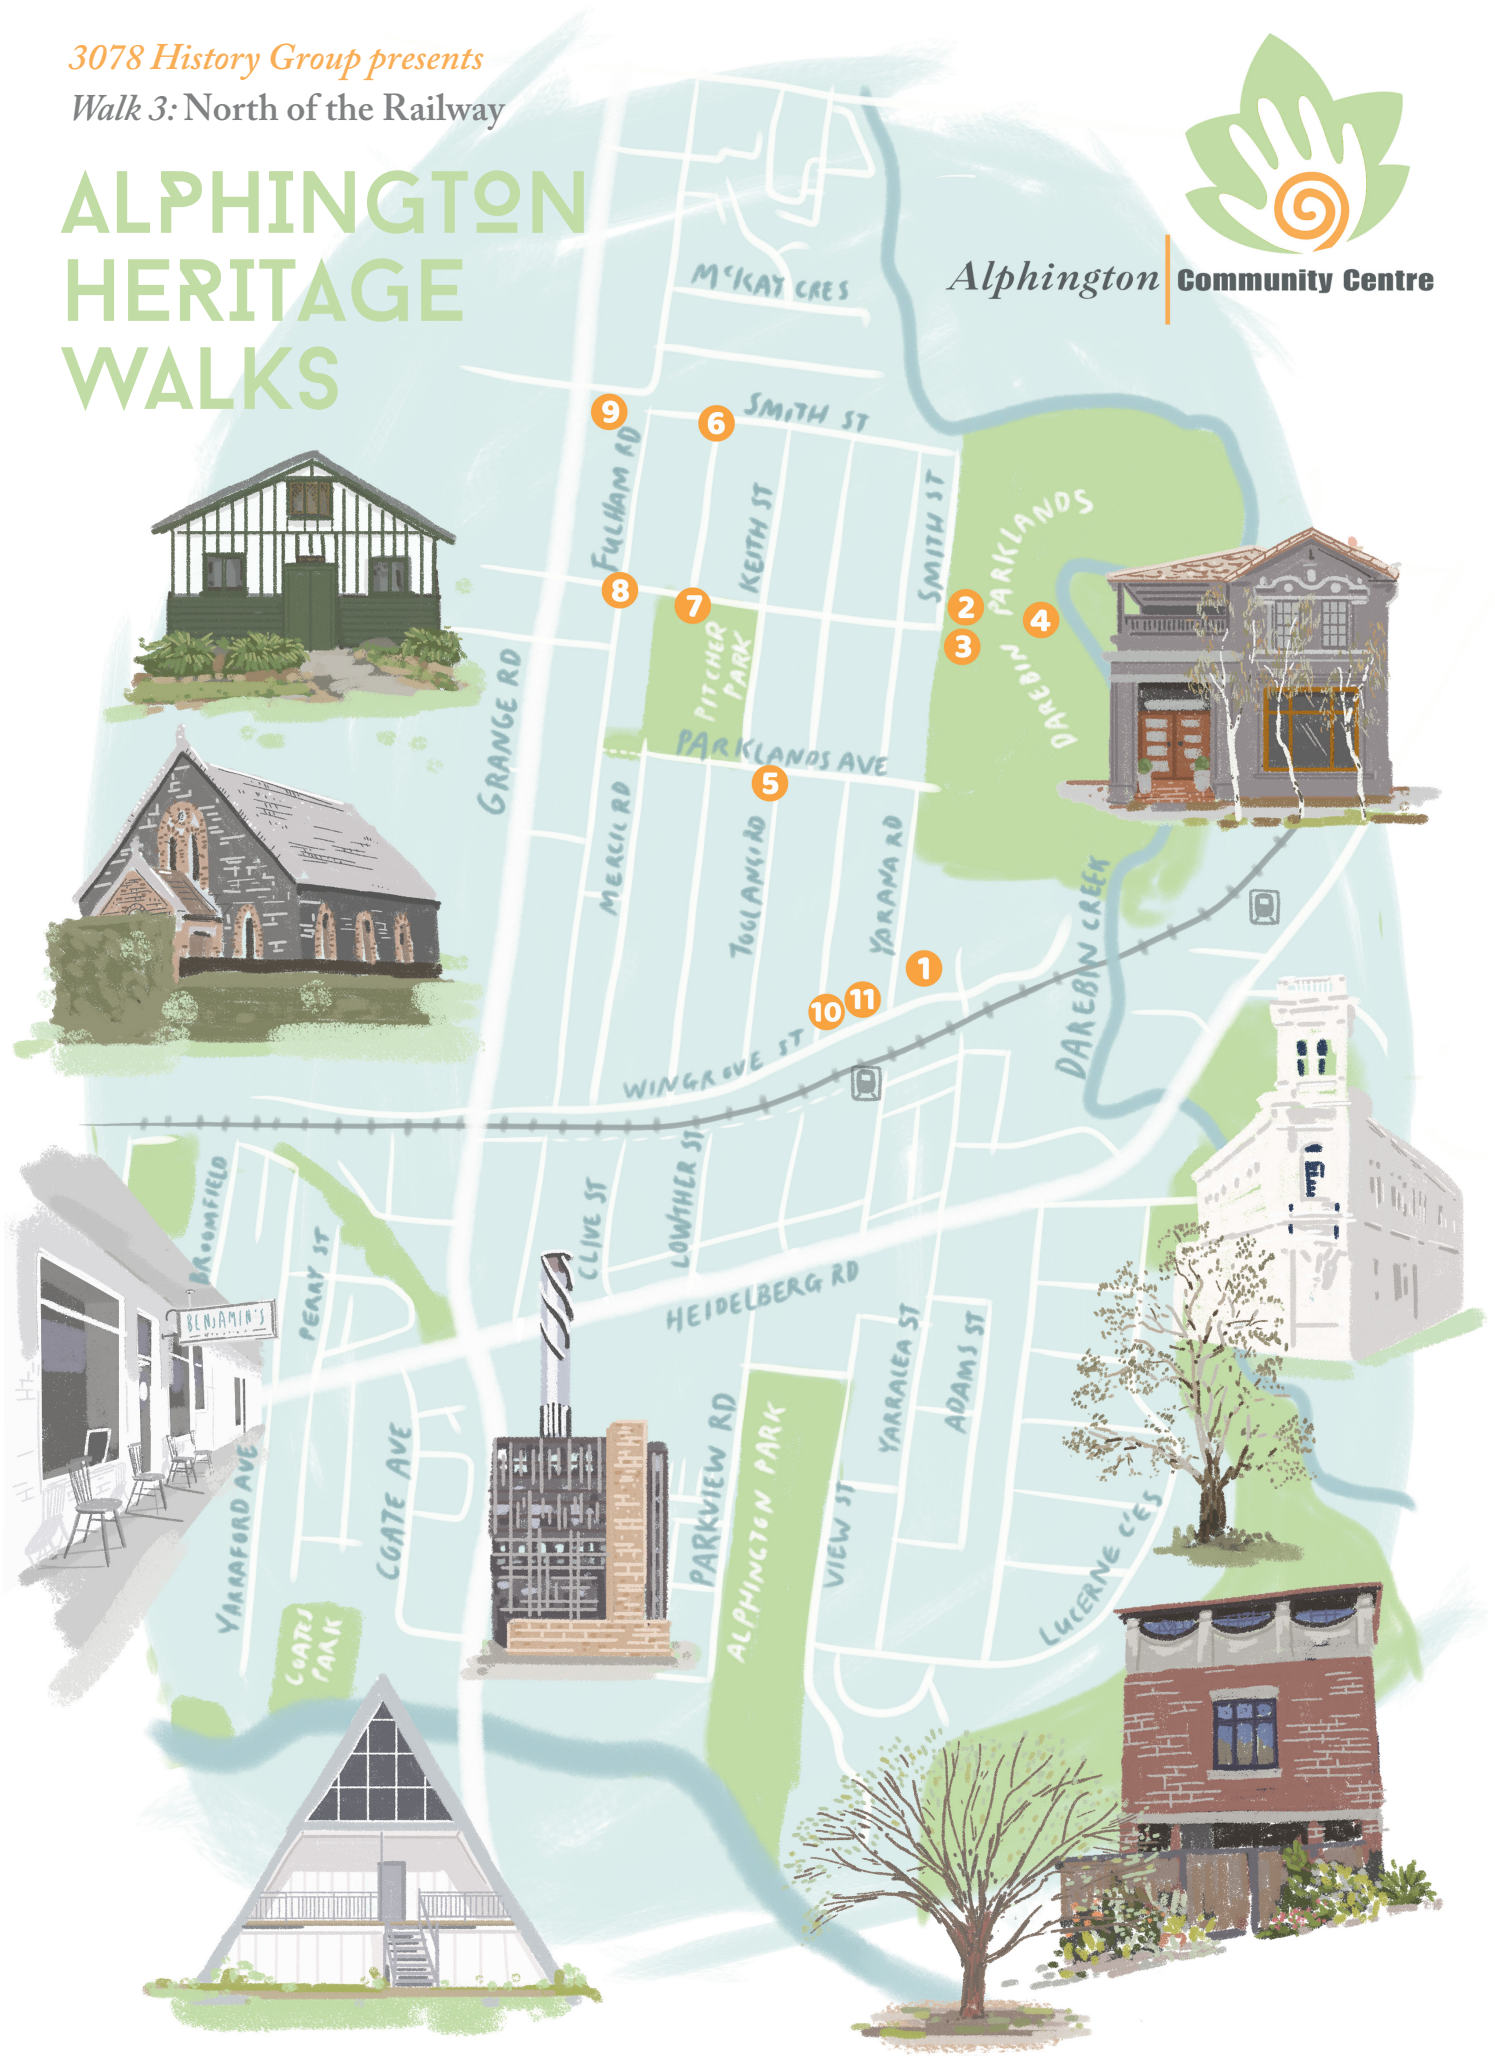 3078 History Group presents
Walk 3: North of the Railway
ALPHINGTON
HERITAGE
WALKS
Alphington
Community Centre
McKAY CRES
9
6
SMITH ST
FULHAM RD
KEITH ST
SMITH ST
DAREBIN PARKLANDS
8
7
2
4
3
PITCHER
PARK
GRANGE RD
PARKLANDS AVE
5
MERCIL RD
TOOLANGI RD
YARANA RD
DAREBIN CREEK
1
11
10
WINGROVE ST
BROOMFIELD
PERRY ST
CLIVE ST
LOWTHER ST
HEIDELBERG RD
BENJAMIN'S
YARRALEA ST
ADAMS ST
YARRAFORD AVE
COATE AVE
PARKVIEW RD
ALPHINGTON PARK
VIEW ST
LUCERNE C'ES
COATES
PARK